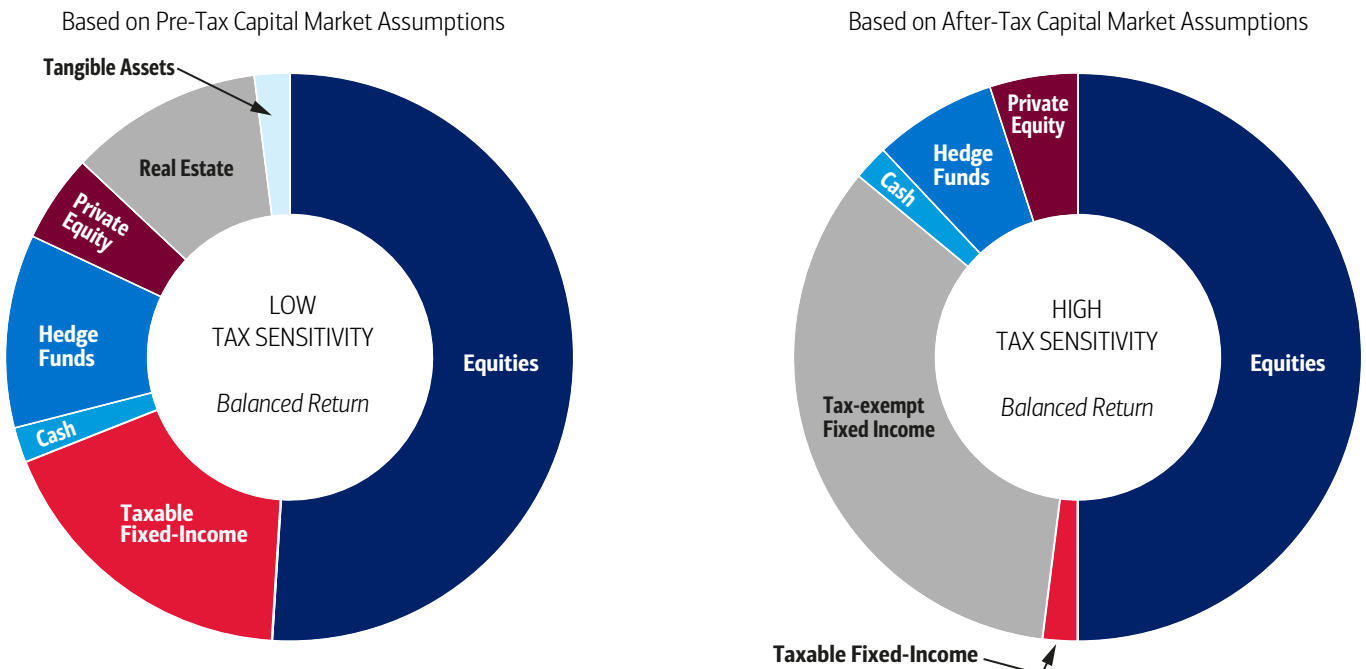 Based on Pre-Tax Capital Market Assumptions
Tangible Assets
Real Estate
Private
Equity
Hedge
Funds
Cash
Taxable
Fixed-Income
Equities
LOW
TAX SENSITIVITY
Balanced Return
Based on After-Tax Capital Market Assumptions
Private
Equity
Hedge
Funds
Cash
Tax-exempt
Fixed Income
Equities
HIGH
TAX SENSITIVITY
Balanced Return
Taxable Fixed-Income